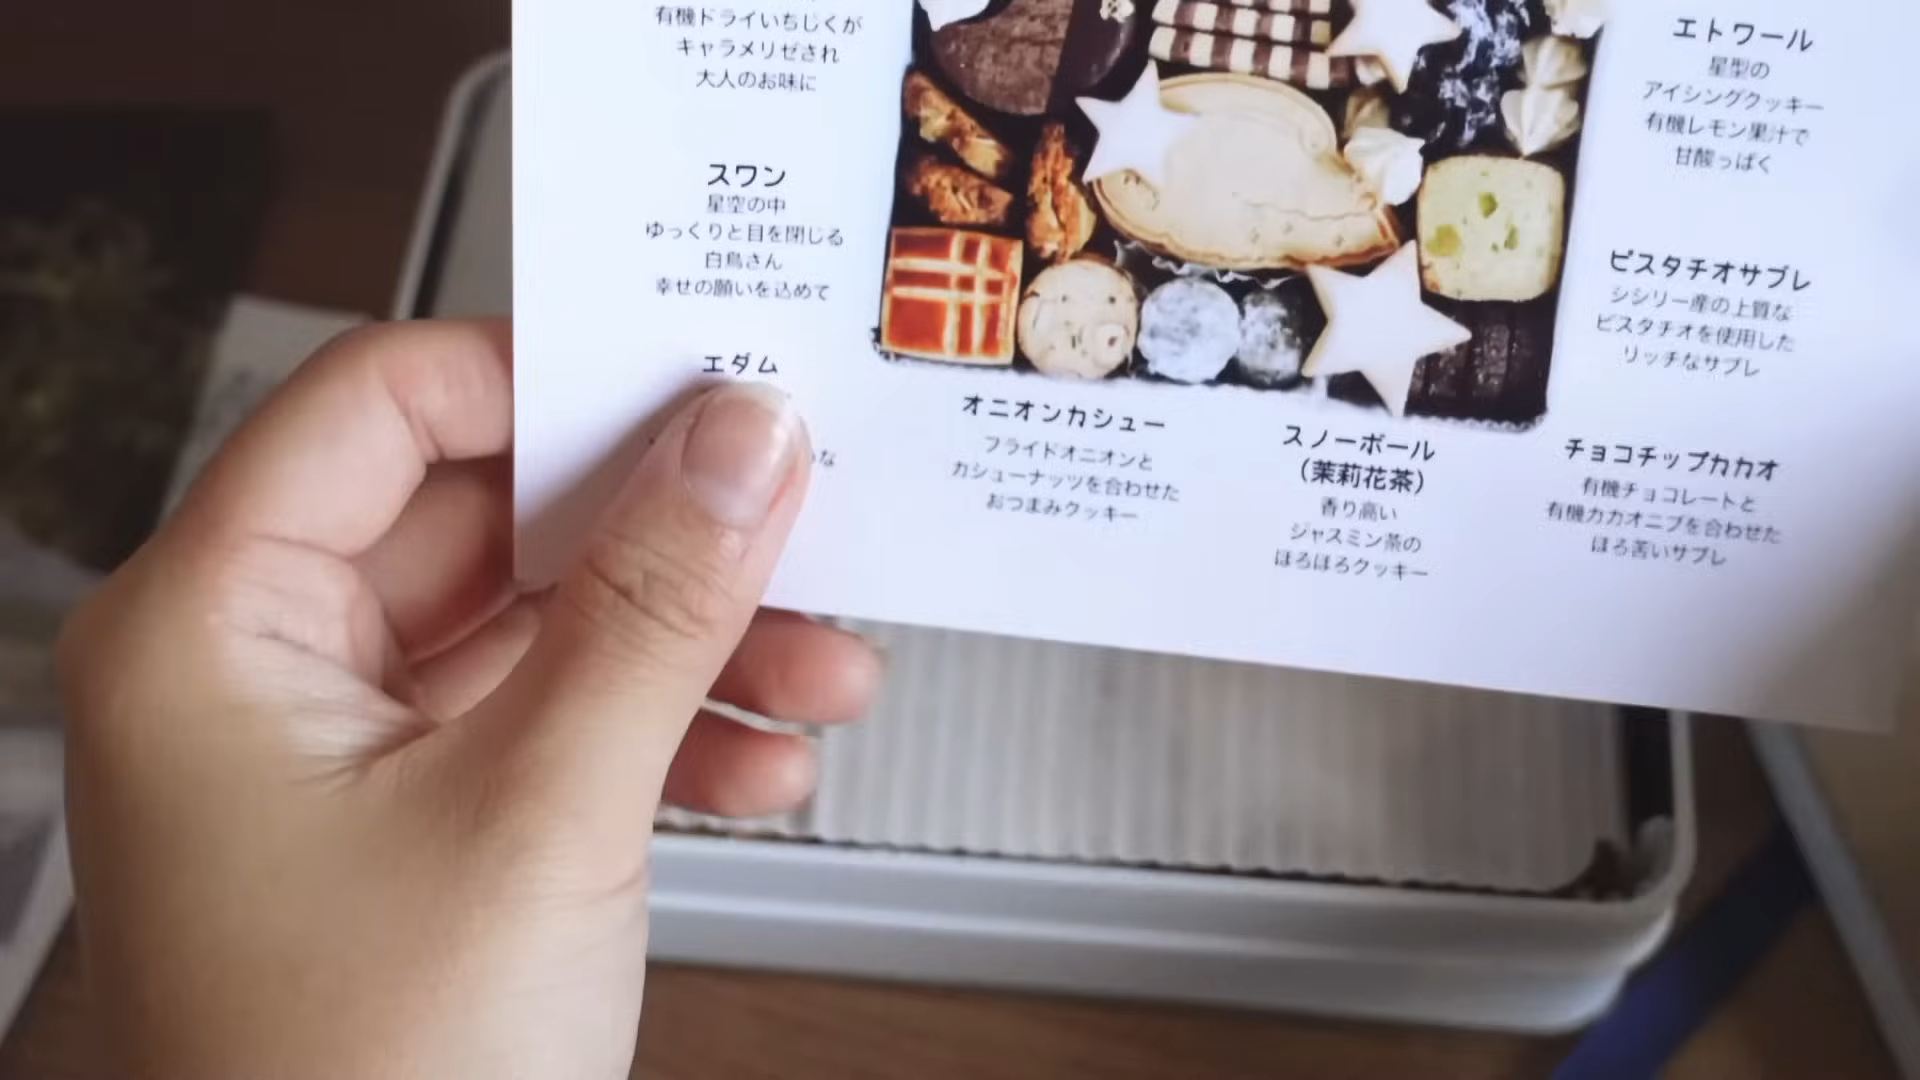 有機ドライいちじくが
キャラメリゼされ
大人のお味に
スワン
星空の中
ゆっくりと目を閉じる
白鳥さん
幸せの願いを込めて
エダム
な
オニオンカシュー
フライドオニオンと
カシューナッツを合わせた
おつまみクッキー
スノーボール
（茉莉花茶）
香り高い
ジャスミン茶の
ほろほろクッキー
エトワール
星型の
アイシングクッキー
有機レモン果汁で
甘酸っぱく
ピスタチオサブレ
シシリー産の上質な
ピスタチオを使用した
リッチなサブレ
チョコチップカカオ
有機チョコレートと
有機カカオニブを合わせた
ほろ苦いサブレ